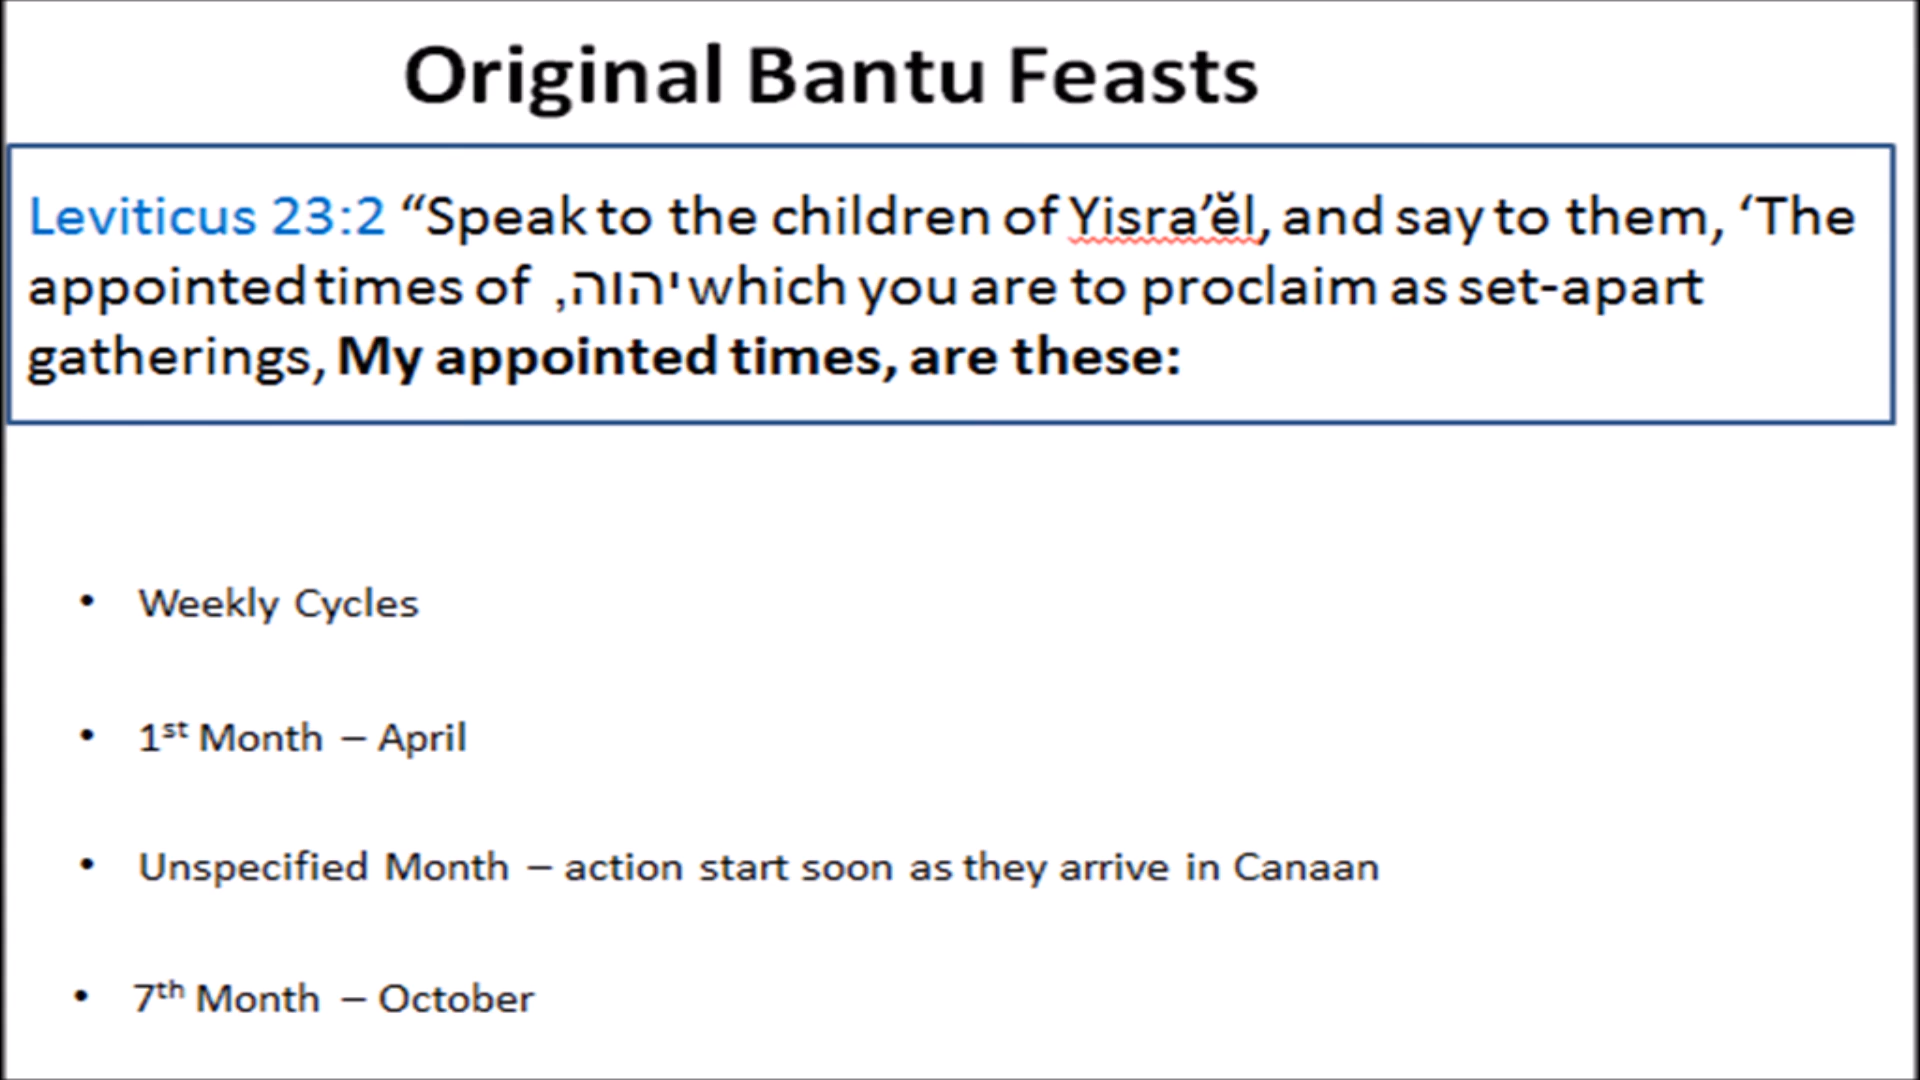 Original Bantu Feasts
Leviticus 23:2 “Speak to the children of Yisra’ĕl, and say to them, ‘The
appointed times of יהוה, which you are to proclaim as set-apart
gatherings, My appointed times, are these:
• Weekly Cycles
• 1st Month – April
• Unspecified Month – action start soon as they arrive in Canaan
• 7th Month – October